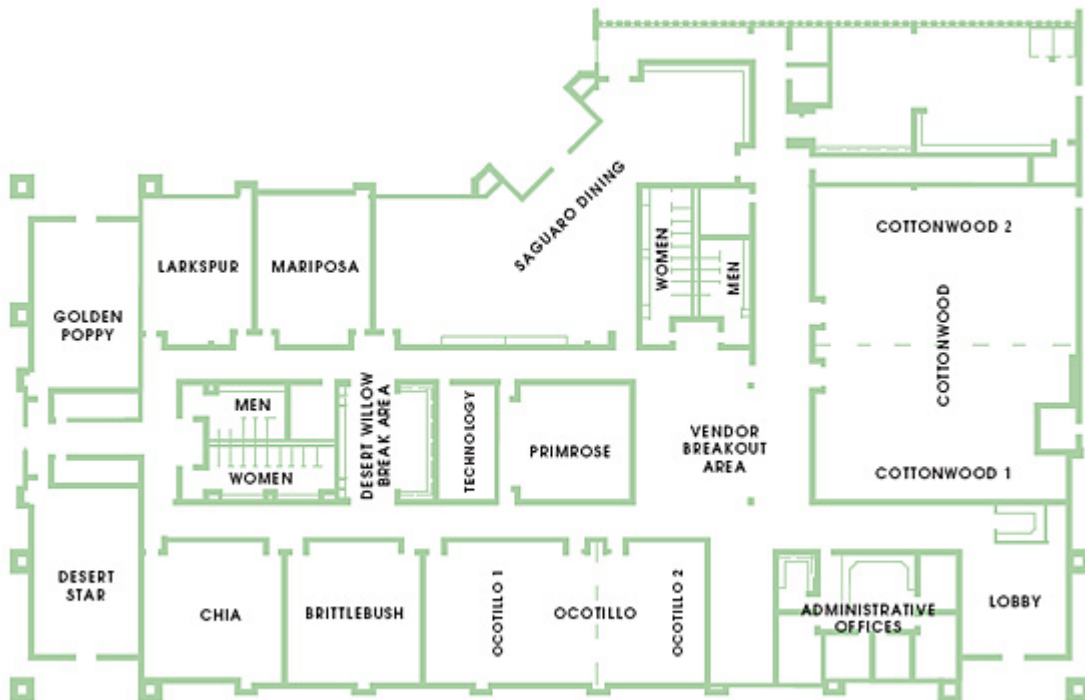 COTTONWOOD 2
SAGUARO DINING
WOMEN
MEN
LARKSPUR
MARIPOSA
GOLDEN
POPPY
COTTONWOOD
MEN
WOMEN
DESERT WILLOW
BREAK AREA
TECHNOLOGY
PRIMROSE
VENDOR
BREAKOUT
AREA
COTTONWOOD 1
DESERT
STAR
CHIA
BRITTLEBUSH
OCOTILLO 1
OCOTILLO
OCOTILLO 2
ADMINISTRATIVE
OFFICES
LOBBY